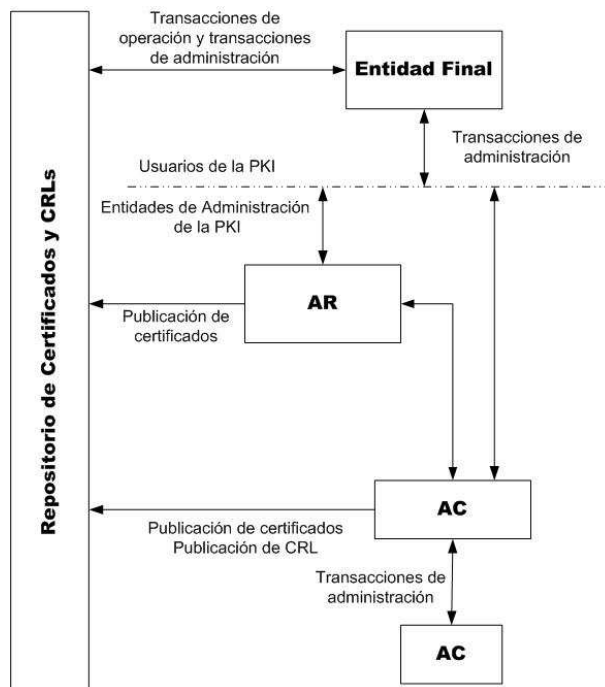 Transacciones de
operación y transacciones
de administración
Entidad Final
Transacciones de
administración
Usuarios de la PKI
Entidades de Administración
de la PKI
Repositorio de Certificados y CRLs
AR
Publicación de
certificados
AC
Publicación de certificados
Publicación de CRL
Transacciones de
administración
AC